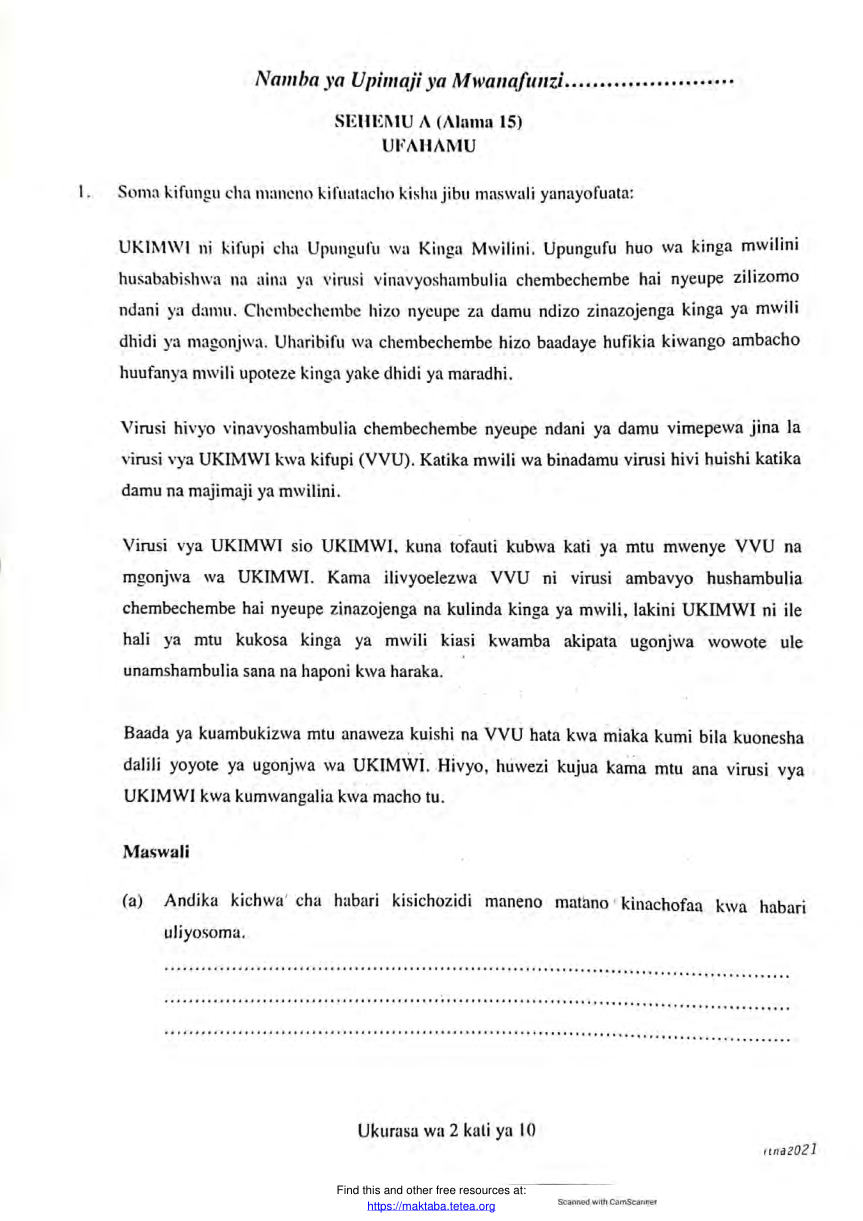 Namba ya Upimaji ya Mwanafunzi........................
SEHEMU A (Alama 15)
UFAHAMU
1. Soma kifungu cha maneno kifuatacho kisha jibu maswali yanayofuata:
UKIMWI ni kifupi cha Upungufu wa Kinga Mwilini. Upungufu huo wa kinga mwilini
husababishwa na aina ya virusi vinavyoshambulia chembechembe hai nyeupe zilizomo
ndani ya damu. Chembechembe hizo nyeupe za damu ndizo zinazojenga kinga ya mwili
dhidi ya magonjwa. Uharibifu wa chembechembe hizo baadaye hufikia kiwango ambacho
huufanya mwili upoteze kinga yake dhidi ya maradhi.
Virusi hivyo vinavyoshambulia chembechembe nyeupe ndani ya damu vimepewa jina la
virusi vya UKIMWI kwa kifupi (VVU). Katika mwili wa binadamu virusi hivi huishi katika
damu na majimaji ya mwilini.
Virusi vya UKIMWI sio UKIMWI, kuna tofauti kubwa kati ya mtu mwenye VVU na
mgonjwa wa UKIMWI. Kama ilivyoelezwa VVU ni virusi ambavyo hushambulia
chembechembe hai nyeupe zinazojenga na kulinda kinga ya mwili, lakini UKIMWI ni ile
hali ya mtu kukosa kinga ya mwili kiasi kwamba akipata ugonjwa wowote ule
unamshambulia sana na haponi kwa haraka.
Baada ya kuambukizwa mtu anaweza kuishi na VVU hata kwa miaka kumi bila kuonesha
dalili yoyote ya ugonjwa wa UKIMWI. Hivyo, huwezi kujua kama mtu ana virusi vya
UKIMWI kwa kumwangalia kwa macho tu.
Maswali
(a) Andika kichwa cha habari kisichozidi maneno matano kinachofaa kwa habari
uliyosoma.
Ukurasa wa 2 kati ya 10
Find this and other free resources at:
https://maktaba.tetea.org
Scanned with CamScanner